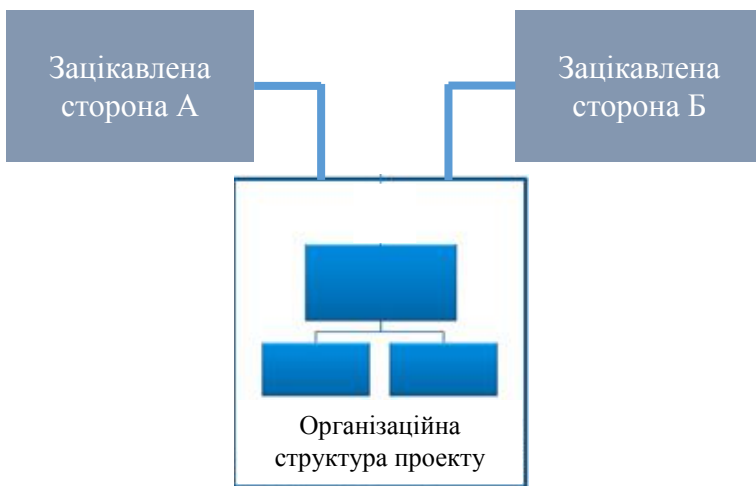 Зацікавлена
сторона А
Зацікавлена
сторона Б
Організаційна
структура проекту